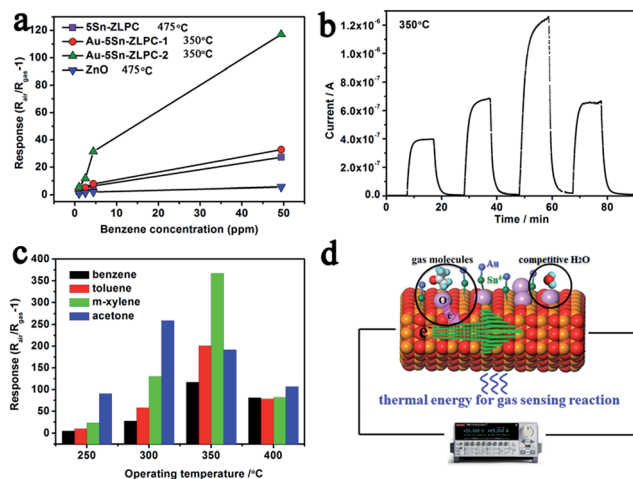 a
5Sn-ZLPC 475°C
Au-5Sn-ZLPC-1 350°C
Au-5Sn-ZLPC-2 350°C
ZnO 475°C
Response (Rair/Rgas-1)
120
100
80
60
40
20
0
0 10 20 30 40 50
Benzene concentration (ppm)
b
350°C
Current / A
1.2x10-6
1.0x10-6
8.0x10-7
6.0x10-7
4.0x10-7
2.0x10-7
0.0
0 10 20 30 40 50 60 70 80 90
Time / min
c
benzene
toluene
m-xylene
acetone
Response (Rair/Rgas-1)
400
350
300
250
200
150
100
50
0
250 300 350 400
Operating temperature /°C
d
gas molecules
Au
Sn4+
competitive H2O
O
e-
e-
thermal energy for gas sensing reaction